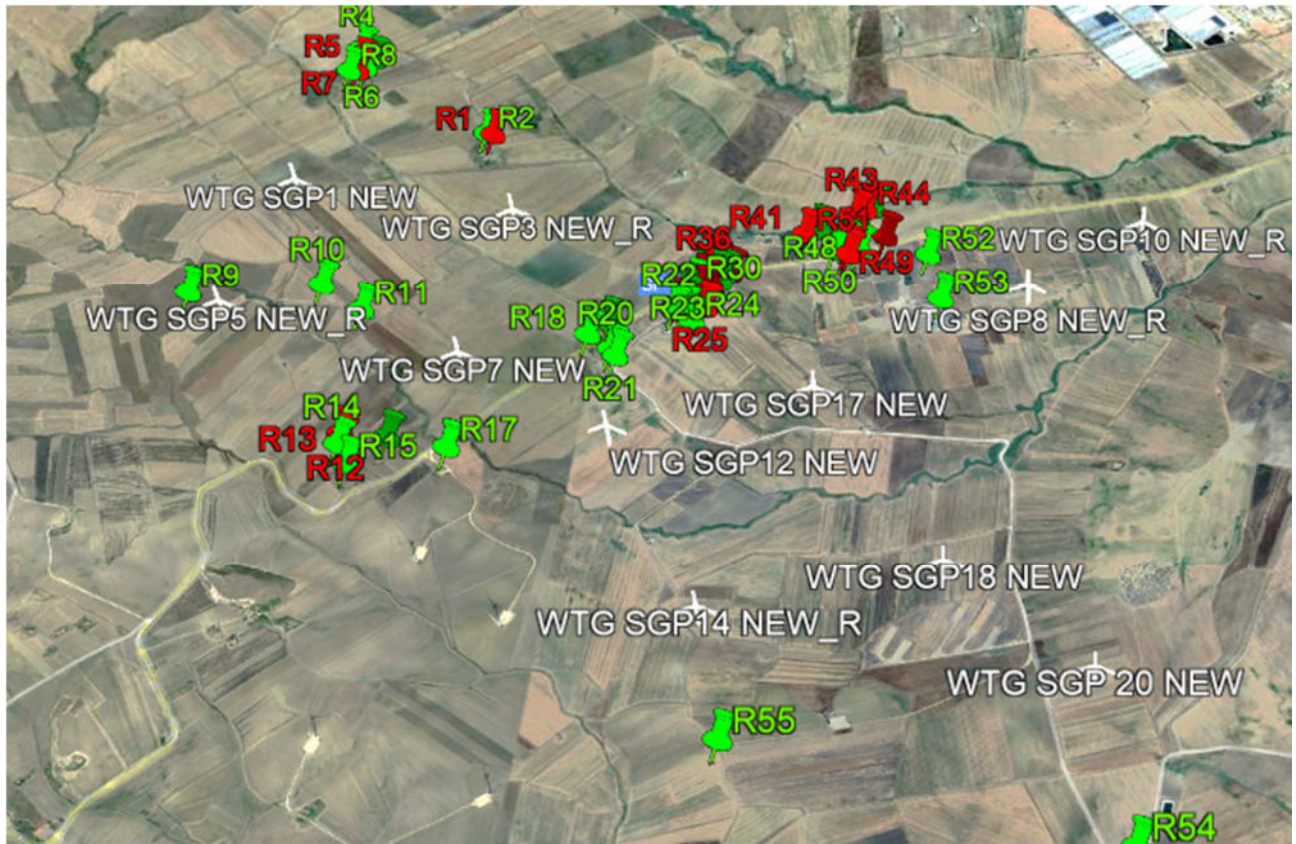 R4
R5
R8
R7
R6
R1
R2
WTG SGP1 NEW
WTG SGP3 NEW_R
R43
R44
R41
R51
R36
R48
R49
R50
R52
WTG SGP10 NEW_R
R10
R9
R11
WTG SGP5 NEW_R
R22
R30
R23
R24
R25
R53
WTG SGP8 NEW_R
R18
R20
R21
WTG SGP7 NEW
WTG SGP17 NEW
R14
R13
R15
R12
R17
WTG SGP12 NEW
WTG SGP18 NEW
WTG SGP14 NEW_R
WTG SGP 20 NEW
R55
R54